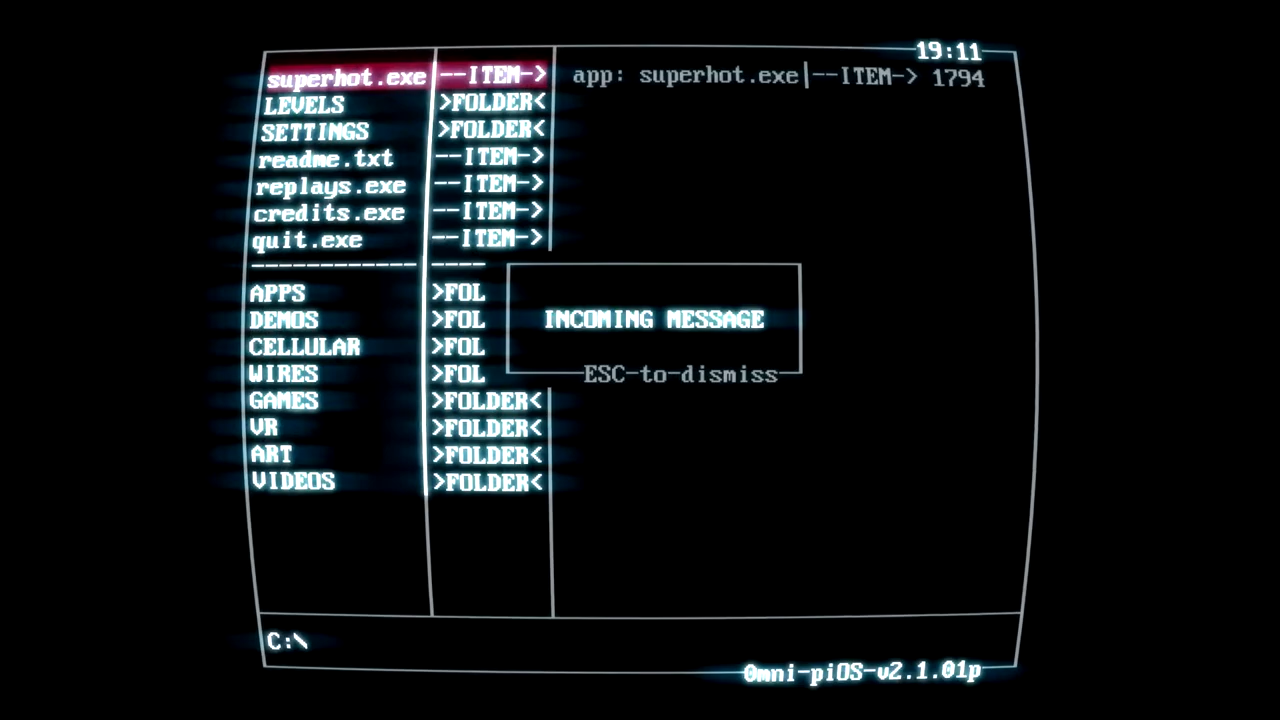 19:11
superhot.exe --ITEM-> app: superhot.exe --ITEM-> 1794
LEVELS >FOLDER<
SETTINGS >FOLDER<
readme.txt --ITEM->
replays.exe --ITEM->
credits.exe --ITEM->
quit.exe --ITEM->
------------ ----
APPS >FOL
DEMOS >FOL INCOMING MESSAGE
CELLULAR >FOL
WIRES >FOL ESC-to-dismiss
GAMES >FOLDER<
VR >FOLDER<
ART >FOLDER<
VIDEOS >FOLDER<
C:\
Omni-piOS-v2.1.01p